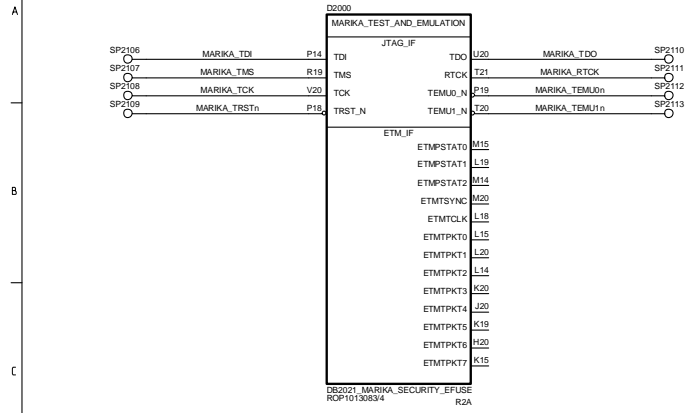 A
D2000
MARIKA_TEST_AND_EMULATION
JTAG_IF
SP2106 MARIKA_TDI P14 TDI TDO U20 MARIKA_TDO SP2110
SP2107 MARIKA_TMS R19 TMS RTCK T21 MARIKA_RTCK SP2111
SP2108 MARIKA_TCK V20 TCK TEMU0_N P19 MARIKA_TEMU0n SP2112
SP2109 MARIKA_TRSTn P18 TRST_N TEMU1_N T20 MARIKA_TEMU1n SP2113
ETM_IF
ETMPSTAT0 M15
ETMPSTAT1 L19
B
ETMPSTAT2 M14
ETMTSYNC M20
ETMTCLK L18
ETMTPKT0 L15
ETMTPKT1 L20
ETMTPKT2 L14
ETMTPKT3 K20
ETMTPKT4 J20
ETMTPKT5 K19
ETMTPKT6 H20
ETMTPKT7 K15
C
DB2021_MARIKA_SECURITY_EFUSE
ROP1013083/4
R2A